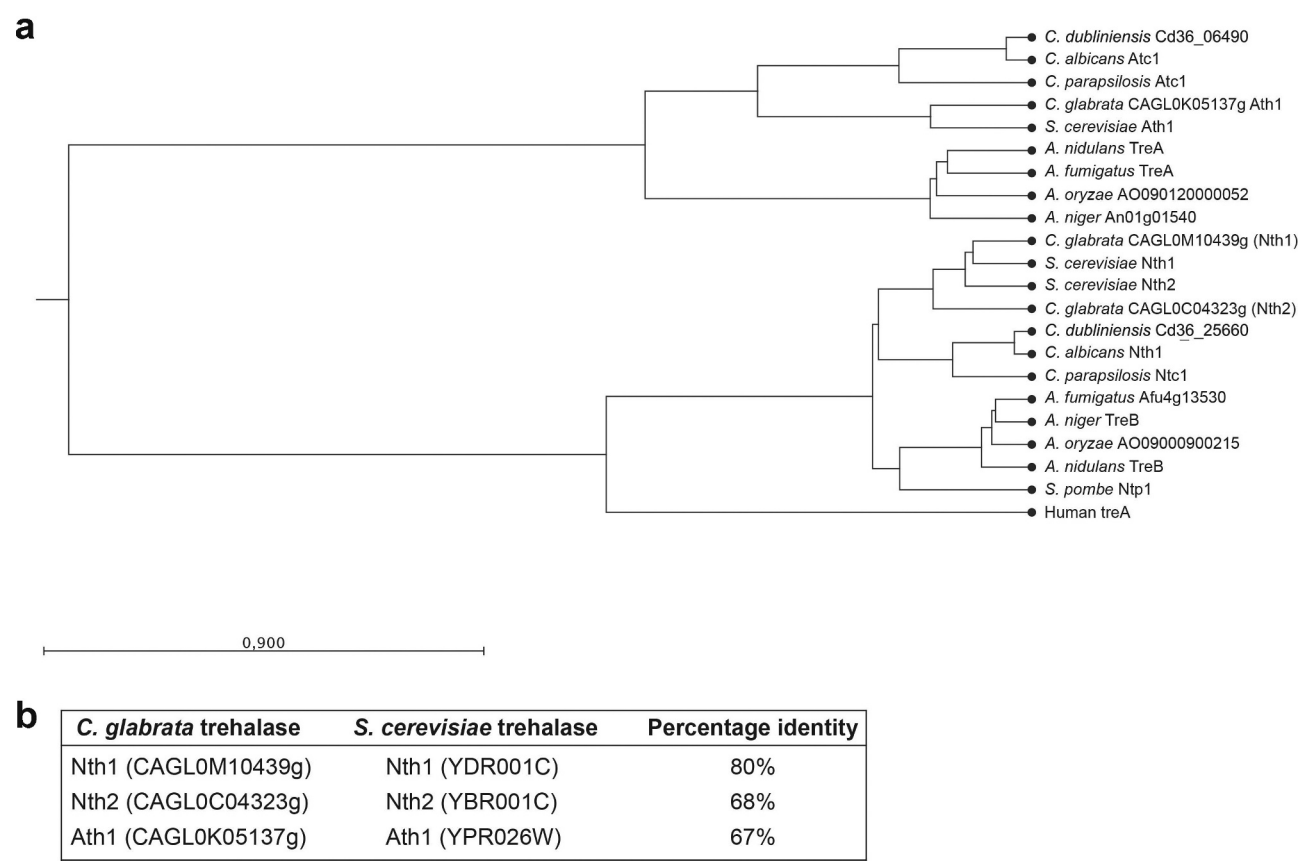 a
C. dubliniensis Cd36_06490
C. albicans Atc1
C. parapsilosis Atc1
C. glabrata CAGL0K05137g Ath1
S. cerevisiae Ath1
A. nidulans TreA
A. fumigatus TreA
A. oryzae AO090120000052
A. niger An01g01540
C. glabrata CAGL0M10439g (Nth1)
S. cerevisiae Nth1
S. cerevisiae Nth2
C. glabrata CAGL0C04323g (Nth2)
C. dubliniensis Cd36_25660
C. albicans Nth1
C. parapsilosis Ntc1
A. fumigatus Afu4g13530
A. niger TreB
A. oryzae AO09000900215
A. nidulans TreB
S. pombe Ntp1
Human treA
0,900
b
C. glabrata trehalase S. cerevisiae trehalase Percentage identity
Nth1 (CAGL0M10439g) Nth1 (YDR001C) 80%
Nth2 (CAGL0C04323g) Nth2 (YBR001C) 68%
Ath1 (CAGL0K05137g) Ath1 (YPR026W) 67%